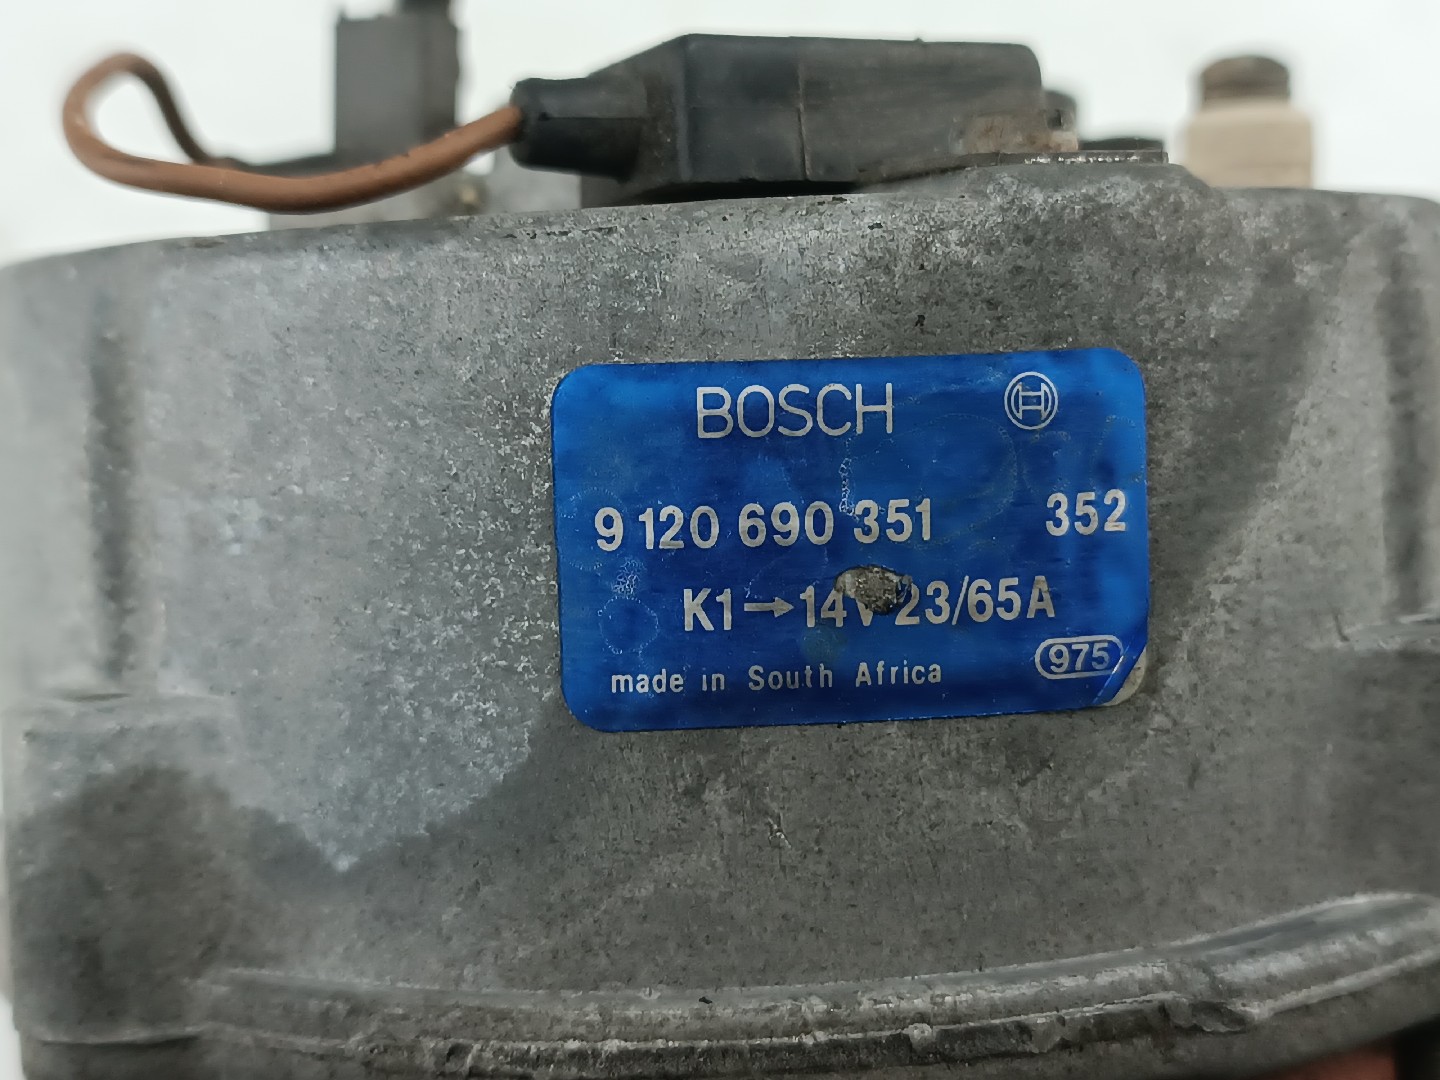 BOSCH
9 120 690 351 352
K1→14V 23/65A
made in South Africa 975